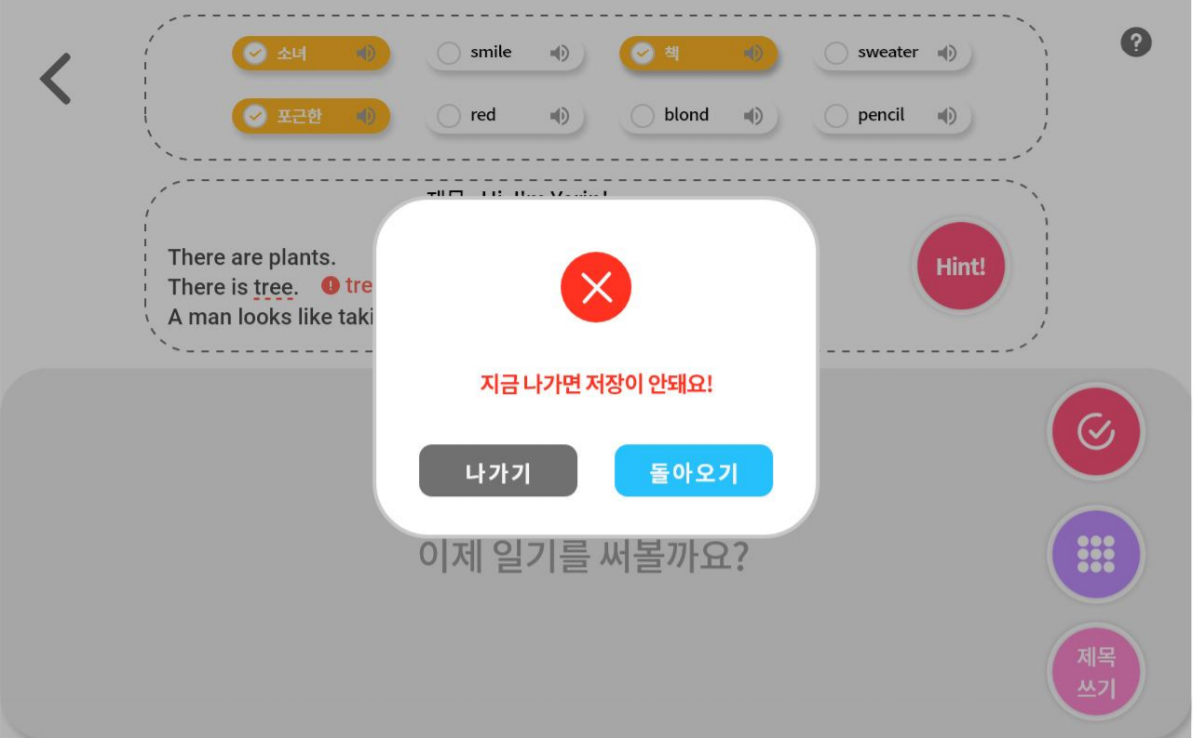 소녀
smile
책
sweater
?
포근한
red
blond
pencil
There are plants.
There is tree. tre
A man looks like taki
Hint!
지금 나가면 저장이 안돼요!
나가기 돌아오기
이제 일기를 써볼까요?
제목
쓰기